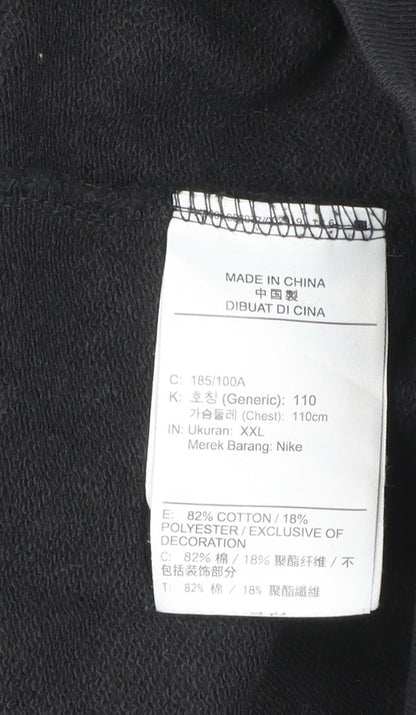 MADE IN CHINA
中国製
DIBUAT DI CINA
C: 185/100A
K: 호칭 (Generic): 110
가슴둘레 (Chest): 110cm
IN: Ukuran: XXL
Merek Barang: Nike
E: 82% COTTON / 18%
POLYESTER / EXCLUSIVE OF
DECORATION
C: 82% 棉 / 18% 聚酯纤维 / 不
包括装饰部分
T: 82% 棉 / 18% 聚酯纖維